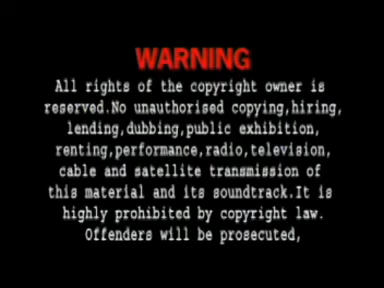 WARNING
All rights of the copyright owner is
reserved.No unauthorised copying,hiring,
lending,dubbing,public exhibition,
renting,performance,radio,television,
cable and satellite transmission of
this material and its soundtrack.It is
highly prohibited by copyright law.
Offenders will be prosecuted,